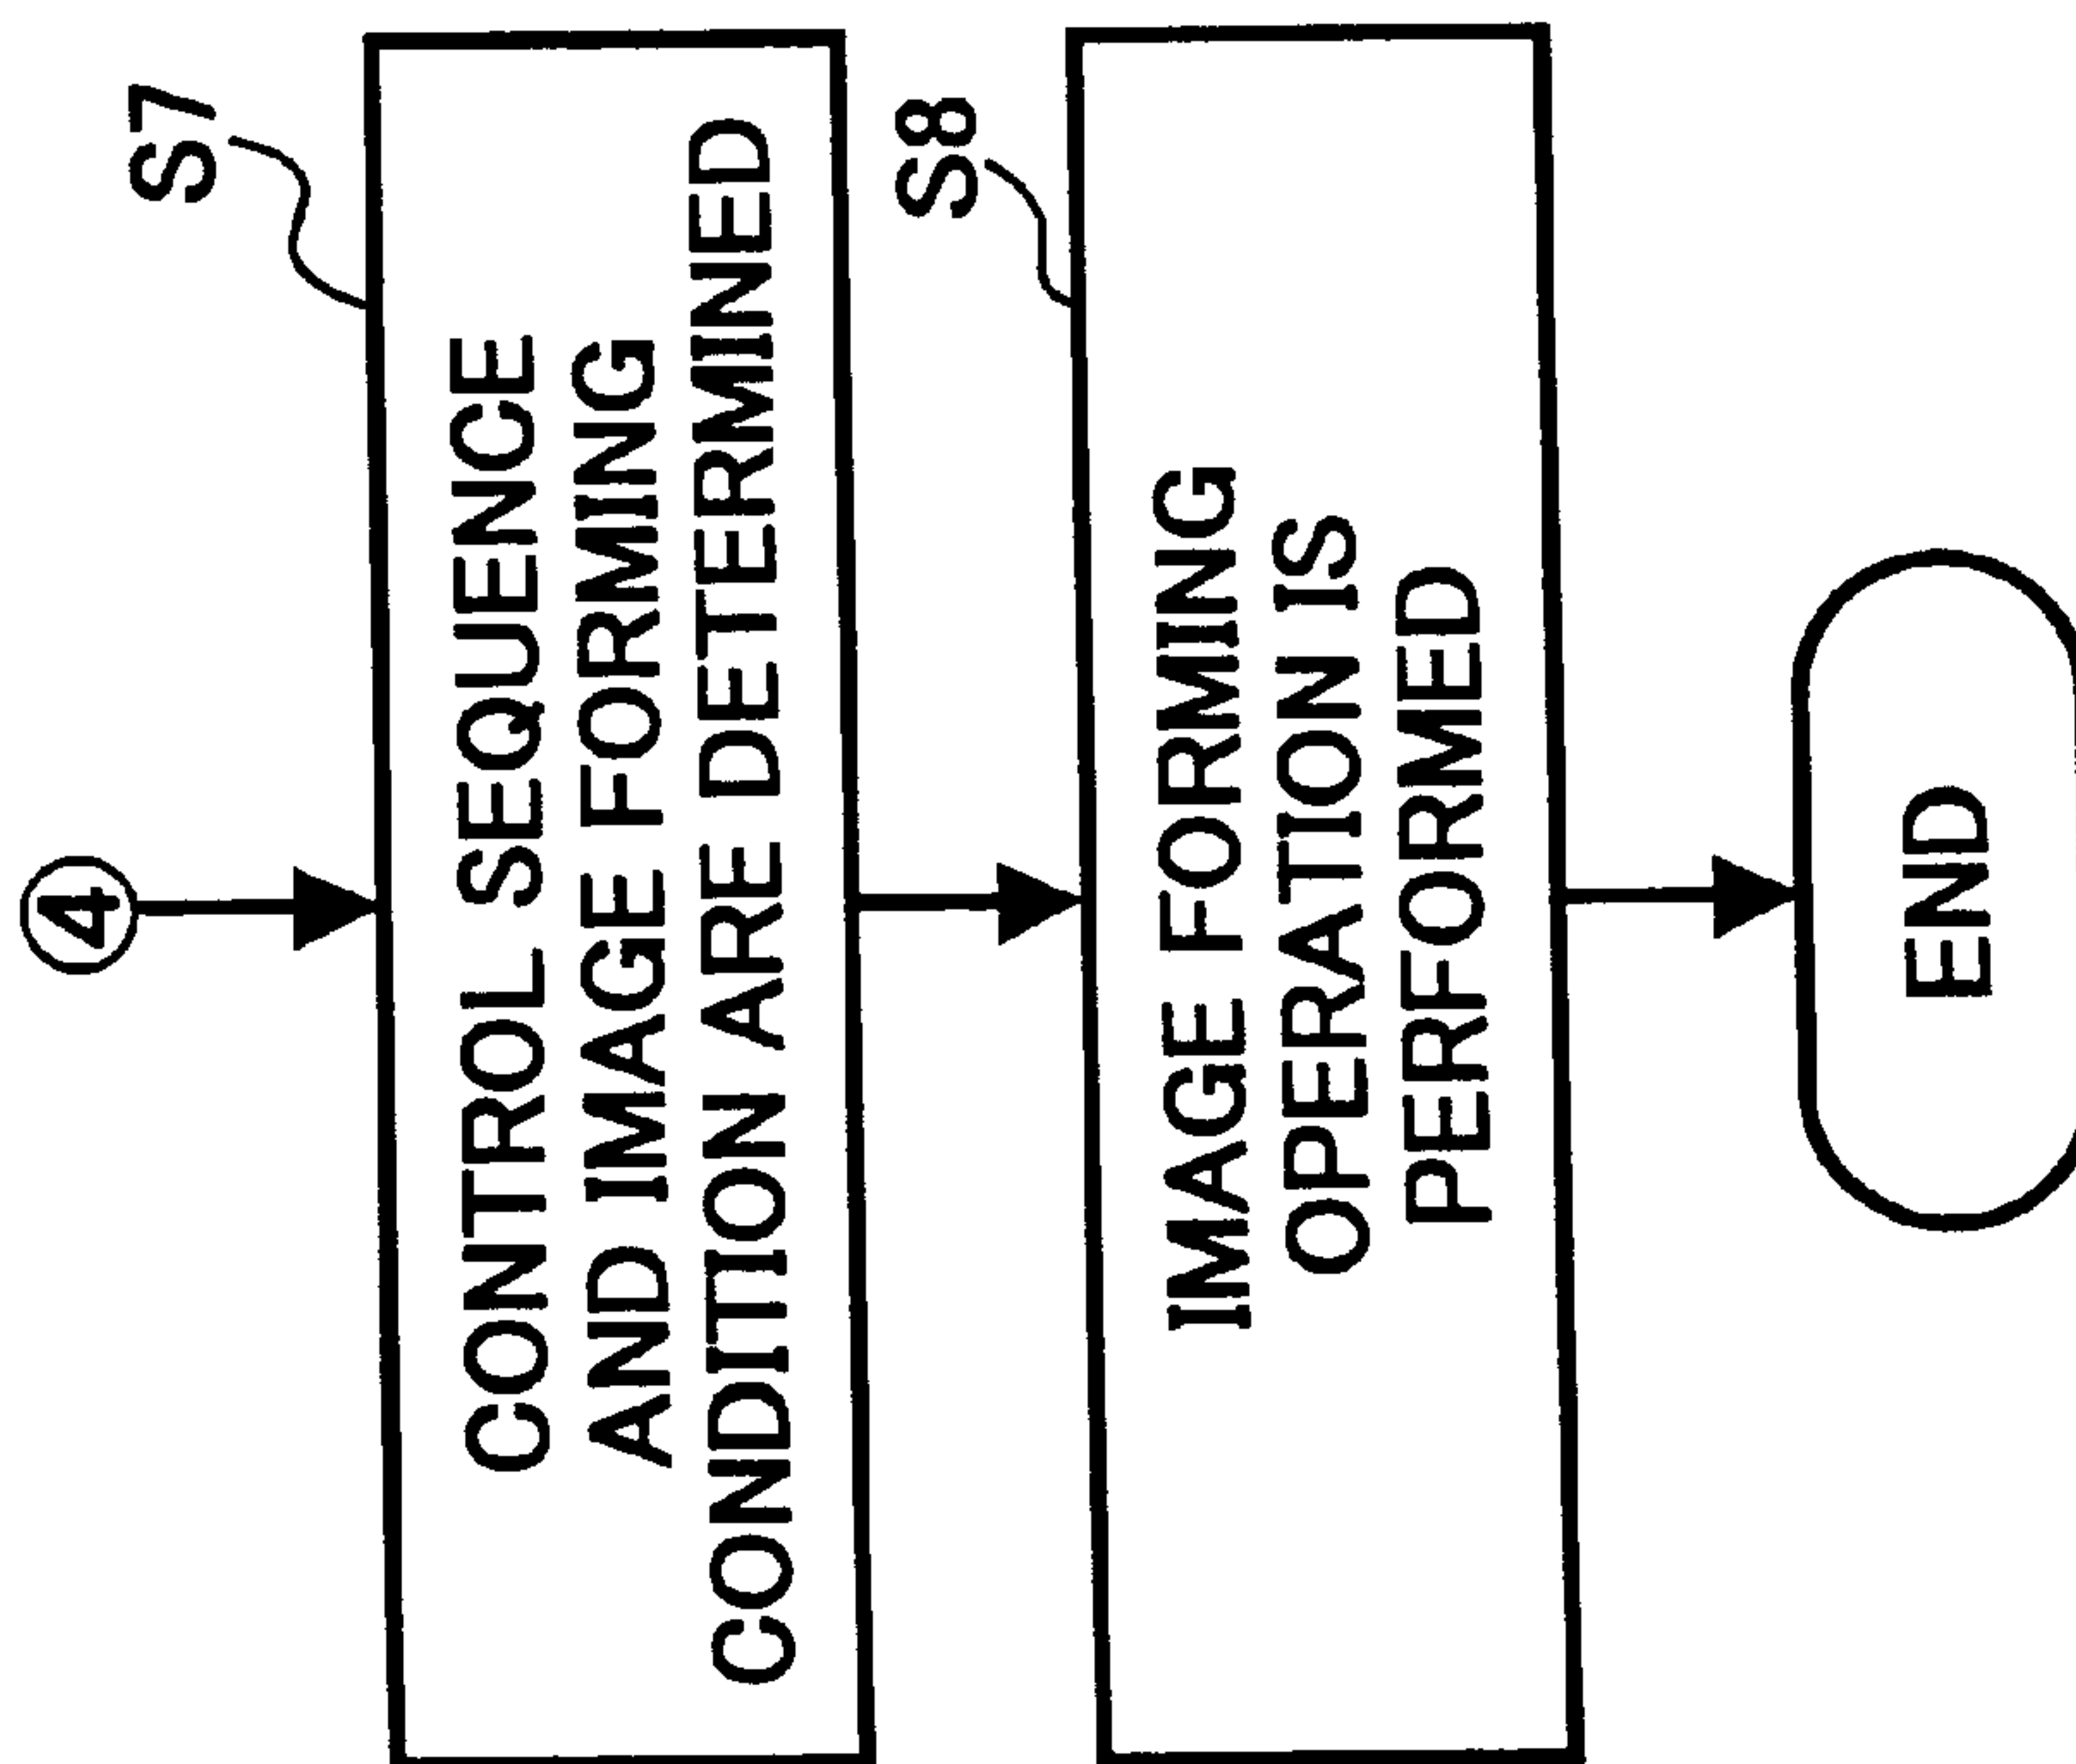 4
S7
CONTROL SEQUENCE
AND IMAGE FORMING
CONDITION ARE DETERMINED
S8
IMAGE FORMING
OPERATION IS
PERFORMED
END